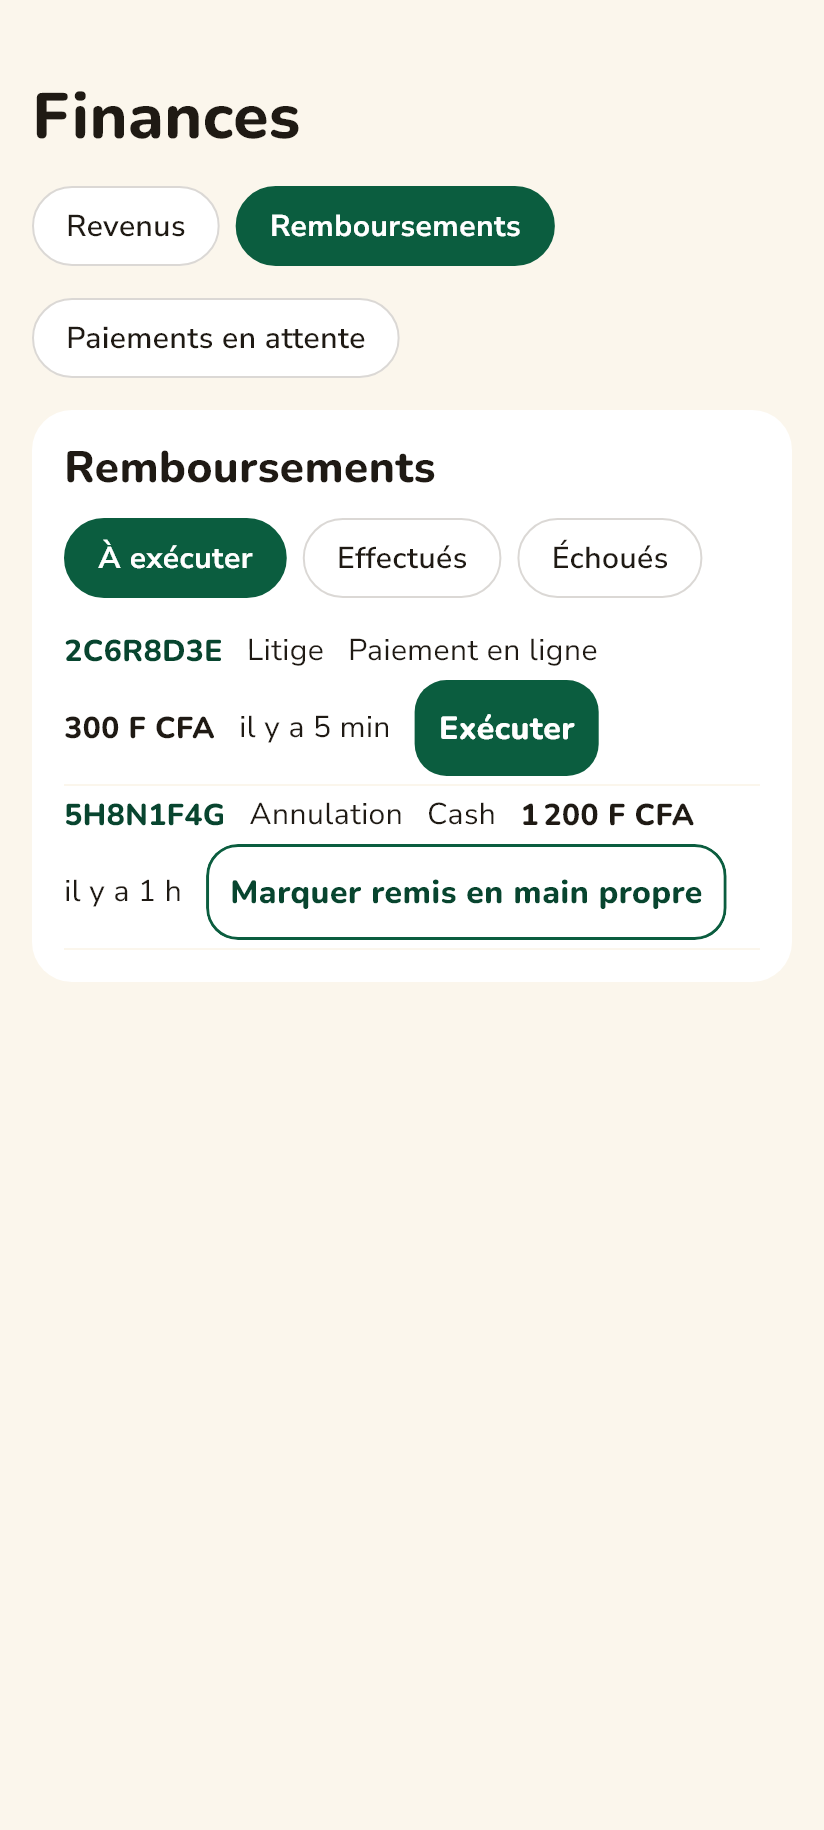 Finances
Revenus Remboursements
Paiements en attente
Remboursements
À exécuter Effectués Échoués
2C6R8D3E Litige Paiement en ligne
300 F CFA il y a 5 min Exécuter
5H8N1F4G Annulation Cash 1 200 F CFA
il y a 1 h Marquer remis en main propre